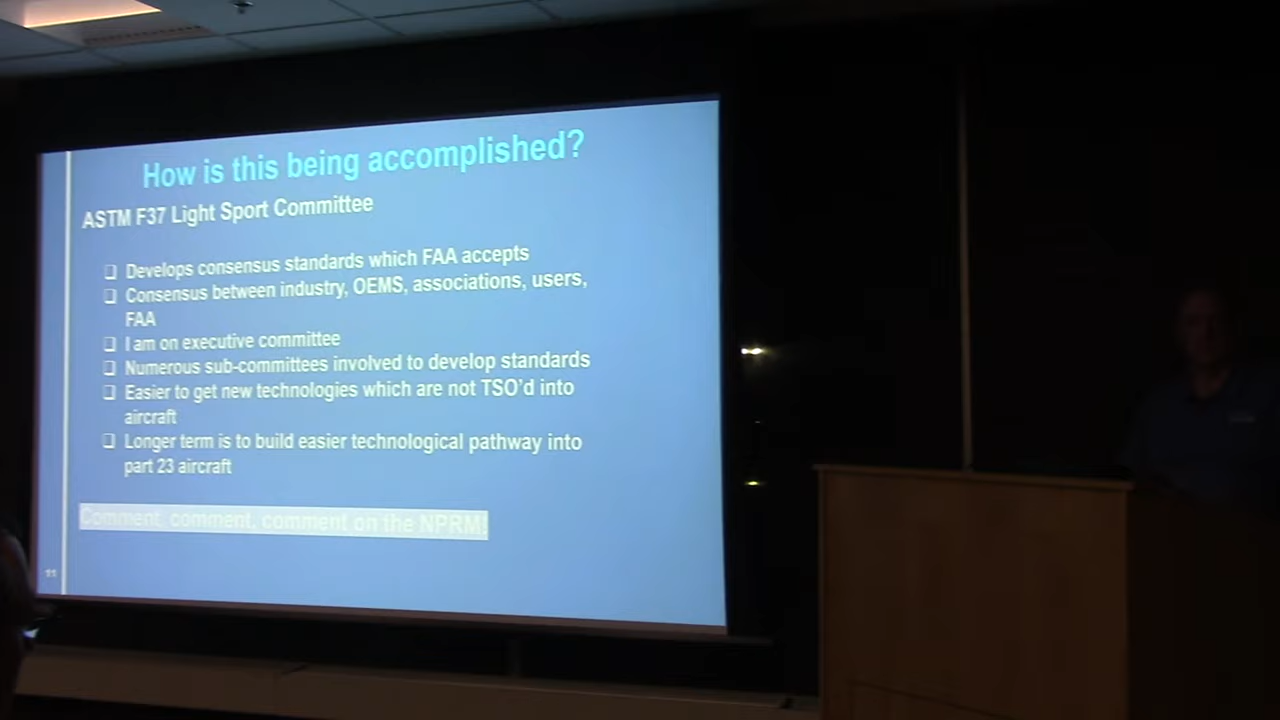 How is this being accomplished?
ASTM F37 Light Sport Committee
❑ Develops consensus standards which FAA accepts
❑ Consensus between industry, OEMS, associations, users,
FAA
❑ I am on executive committee
❑ Numerous sub-committees involved to develop standards
❑ Easier to get new technologies which are not TSO'd into
aircraft
❑ Longer term is to build easier technological pathway into
part 23 aircraft
Comment, comment, comment on the NPRM!
11